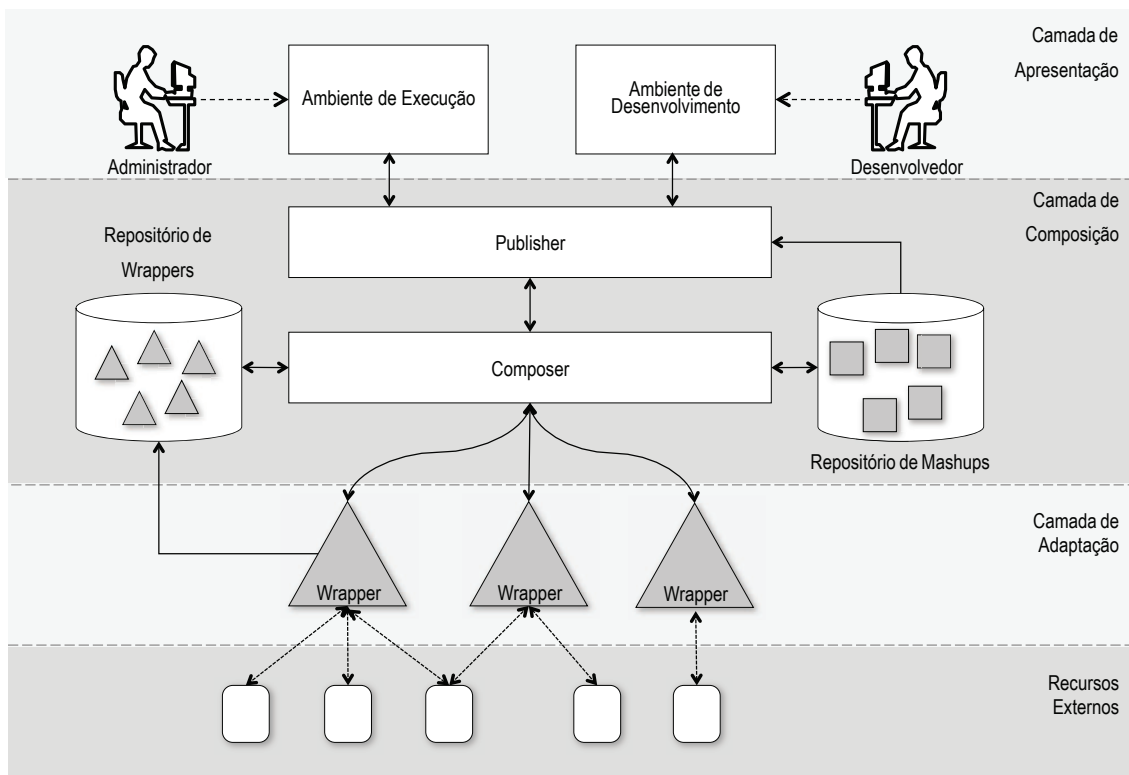 Camada de
Apresentação
Ambiente de Execução
Ambiente de
Desenvolvimento
Administrador
Desenvolvedor
Camada de
Composição
Repositório de
Wrappers
Publisher
Composer
Repositório de Mashups
Camada de
Adaptação
Wrapper
Wrapper
Wrapper
Recursos
Externos